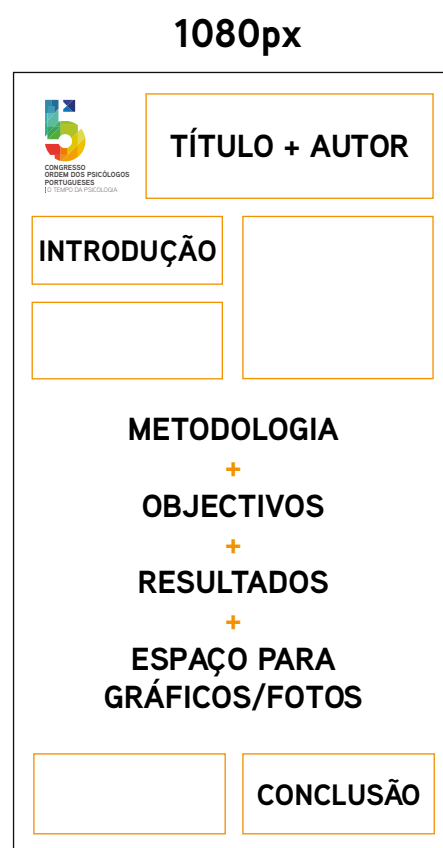 1080px
5
CONGRESSO
ORDEM DOS PSICÓLOGOS
PORTUGUESES
O TEMPO DA PSICOLOGIA
TÍTULO + AUTOR
INTRODUÇÃO
METODOLOGIA
+
OBJECTIVOS
+
RESULTADOS
+
ESPAÇO PARA
GRÁFICOS/FOTOS
CONCLUSÃO